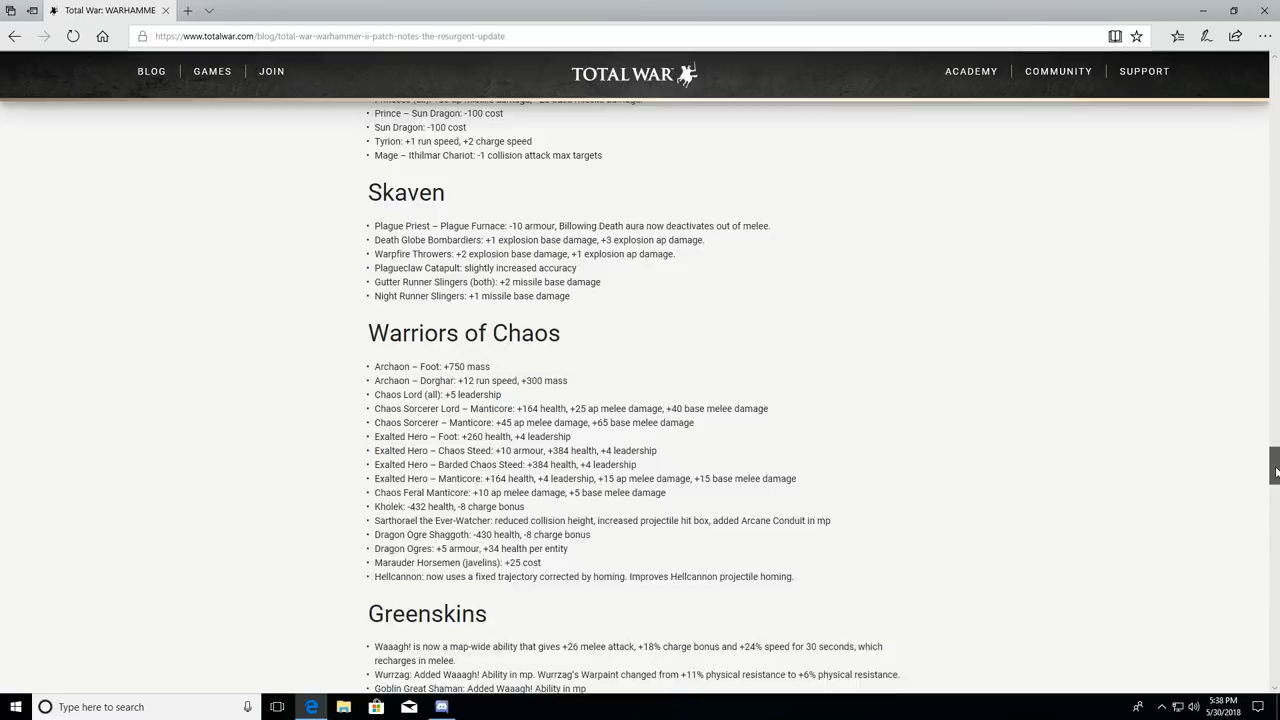 Total War: WARHAMME
https://www.totalwar.com/blog/total-war-warhammer-ii-patch-notes-the-resurgent-update
BLOG
GAMES
JOIN
TOTAL WAR
ACADEMY
COMMUNITY
SUPPORT
• Prince – Sun Dragon: -100 cost
• Sun Dragon: -100 cost
• Tyrion: +1 run speed, +2 charge speed
• Mage – Ithilmar Chariot: -1 collision attack max targets
Skaven
• Plague Priest – Plague Furnace: -10 armour, Billowing Death aura now deactivates out of melee.
• Death Globe Bombardiers: +1 explosion base damage, +3 explosion ap damage.
• Warpfire Throwers: +2 explosion base damage, +1 explosion ap damage.
• Plagueclaw Catapult: slightly increased accuracy
• Gutter Runner Slingers (both): +2 missile base damage
• Night Runner Slingers: +1 missile base damage
Warriors of Chaos
• Archaon – Foot: +750 mass
• Archaon – Dorghar: +12 run speed, +300 mass
• Chaos Lord (all): +5 leadership
• Chaos Sorcerer Lord – Manticore: +164 health, +25 ap melee damage, +40 base melee damage
• Chaos Sorcerer – Manticore: +45 ap melee damage, +65 base melee damage
• Exalted Hero – Foot: +260 health, +4 leadership
• Exalted Hero – Chaos Steed: +10 armour, +384 health, +4 leadership
• Exalted Hero – Barded Chaos Steed: +384 health, +4 leadership
• Exalted Hero – Manticore: +164 health, +4 leadership, +15 ap melee damage, +15 base melee damage
• Chaos Feral Manticore: +10 ap melee damage, +5 base melee damage
• Kholek: -432 health, -8 charge bonus
• Sarthorael the Ever-Watcher: reduced collision height, increased projectile hit box, added Arcane Conduit in mp
• Dragon Ogre Shaggoth: -430 health, -8 charge bonus
• Dragon Ogres: +5 armour, +34 health per entity
• Marauder Horsemen (javelins): +25 cost
• Hellcannon: now uses a fixed trajectory corrected by homing. Improves Hellcannon projectile homing.
Greenskins
• Waaagh! is now a map-wide ability that gives +26 melee attack, +18% charge bonus and +24% speed for 30 seconds, which
recharges in melee.
• Wurrzag: Added Waaagh! Ability in mp. Wurrzag's Warpaint changed from +11% physical resistance to +6% physical resistance.
• Goblin Great Shaman: Added Waaagh! Ability in mp
Type here to search
5:38 PM
5/30/2018